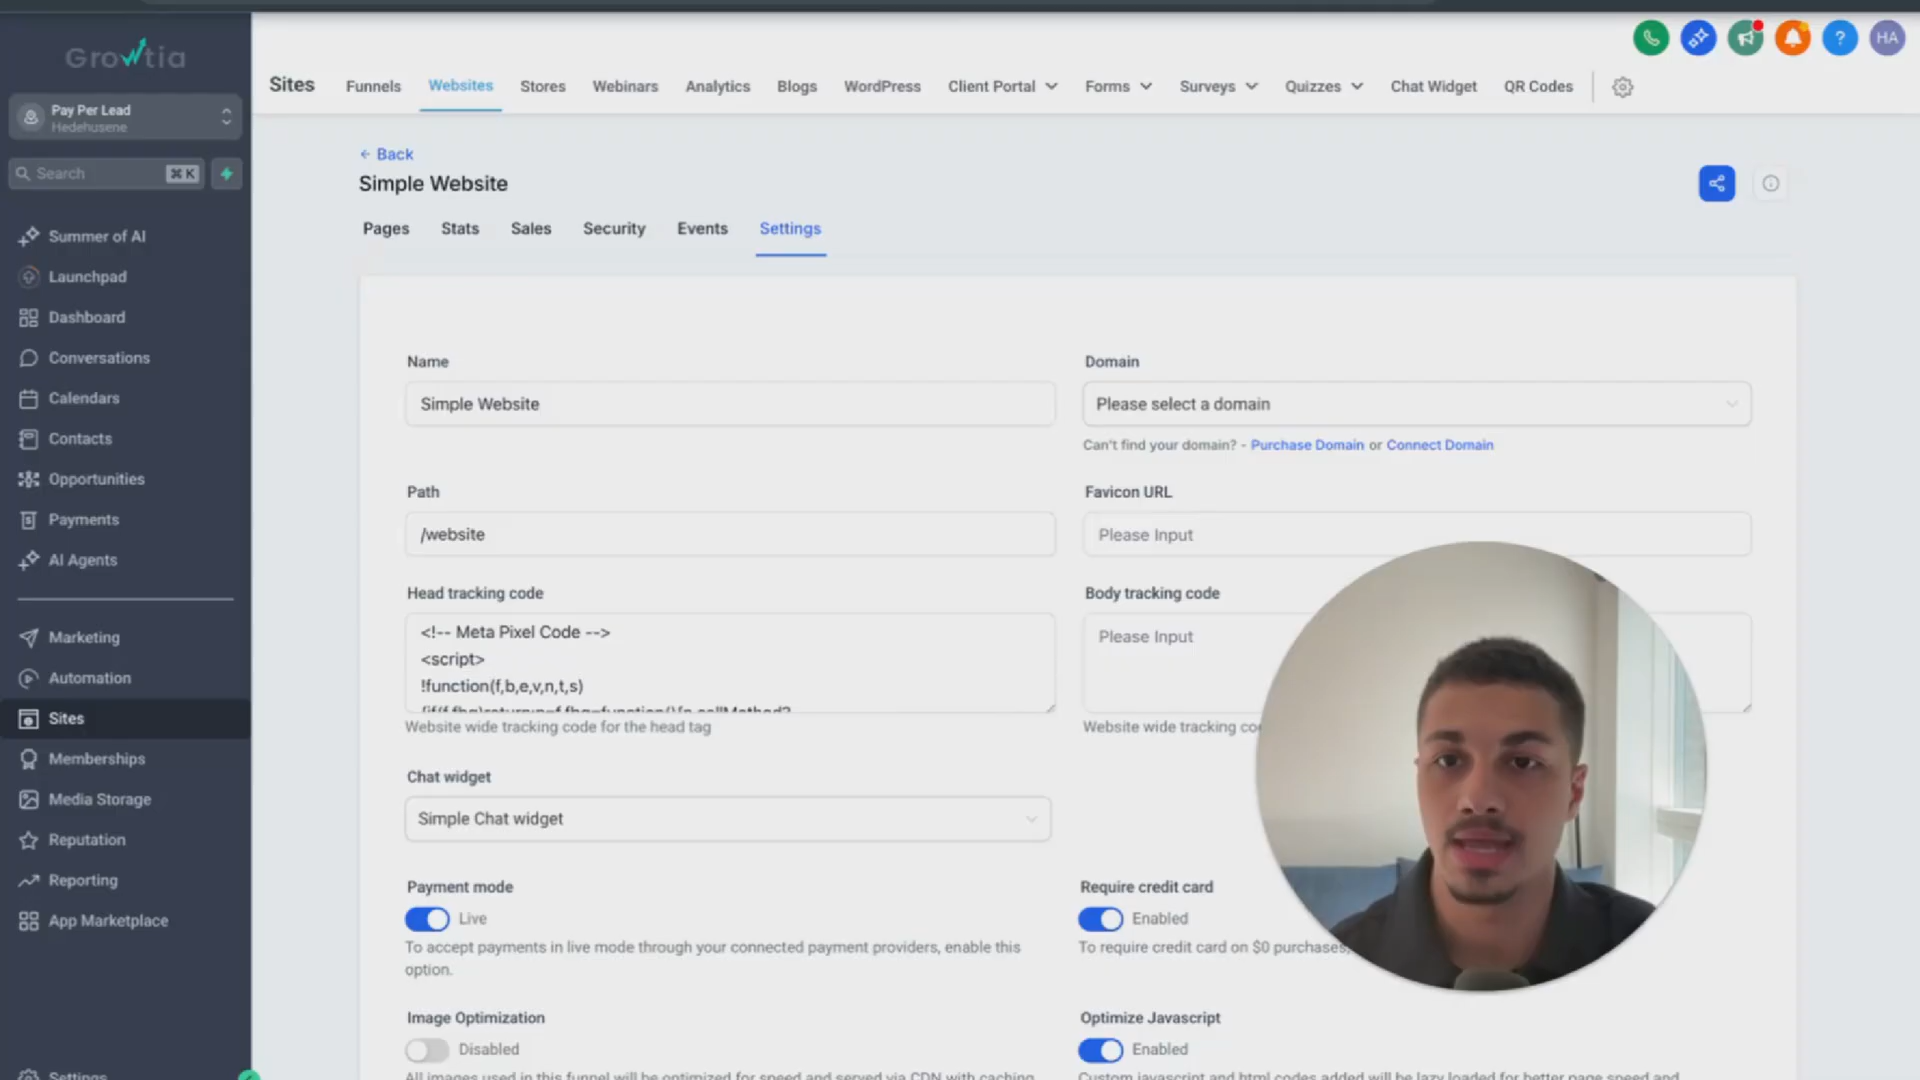 Growtia
Pay Per Lead
Hedehusene
Search
⌘ K
Summer of AI
Launchpad
Dashboard
Conversations
Calendars
Contacts
Opportunities
Payments
AI Agents
Marketing
Automation
Sites
Memberships
Media Storage
Reputation
Reporting
App Marketplace
Settings
HA
Sites Funnels Websites Stores Webinars Analytics Blogs WordPress Client Portal Forms Surveys Quizzes Chat Widget QR Codes
← Back
Simple Website
Pages Stats Sales Security Events Settings
Name
Simple Website
Domain
Please select a domain
Can't find your domain? - Purchase Domain or Connect Domain
Path
/website
Favicon URL
Please Input
Head tracking code
<!-- Meta Pixel Code -->
<script>
!function(f,b,e,v,n,t,s)
Website wide tracking code for the head tag
Body tracking code
Please Input
Website wide tracking
Chat widget
Simple Chat widget
Payment mode
Live
To accept payments in live mode through your connected payment providers, enable this
option.
Require credit card
Enabled
To require credit card on $0 purchases,
Image Optimization
Disabled
All images used in this funnel will be optimized for speed and served via CDN with caching
Optimize Javascript
Enabled
Custom javascript and html codes added will be lazy loaded for better page speed and